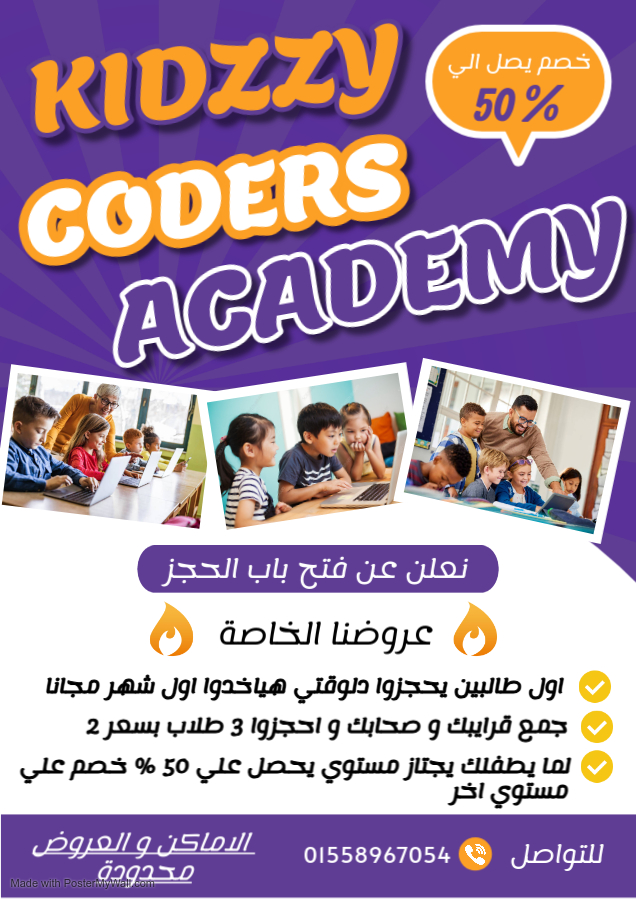 KIDZZY
CODERS
ACADEMY
خصم يصل الي
50%
نعلن عن فتح باب الحجز
عروضنا الخاصة
اول طالبين يحجزوا دلوقتي هياخدوا اول شهر مجانا
جمع قرايبك و صحابك و احجزوا 3 طلاب بسعر 2
لما يطفلك يجتاز مستوي يحصل علي 50 % خصم علي
مستوي اخر
للتواصل
01558967054
الاماكن و العروض
محدودة
Made with PosterMyWall.com